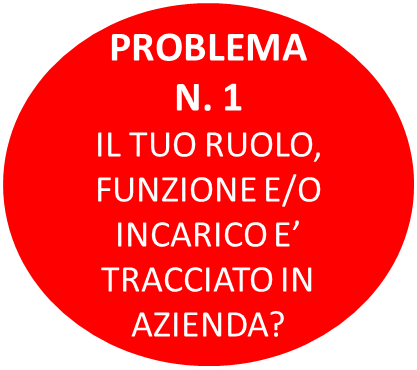 PROBLEMA
N. 1
IL TUO RUOLO,
FUNZIONE E/O
INCARICO E’
TRACCIATO IN
AZIENDA?